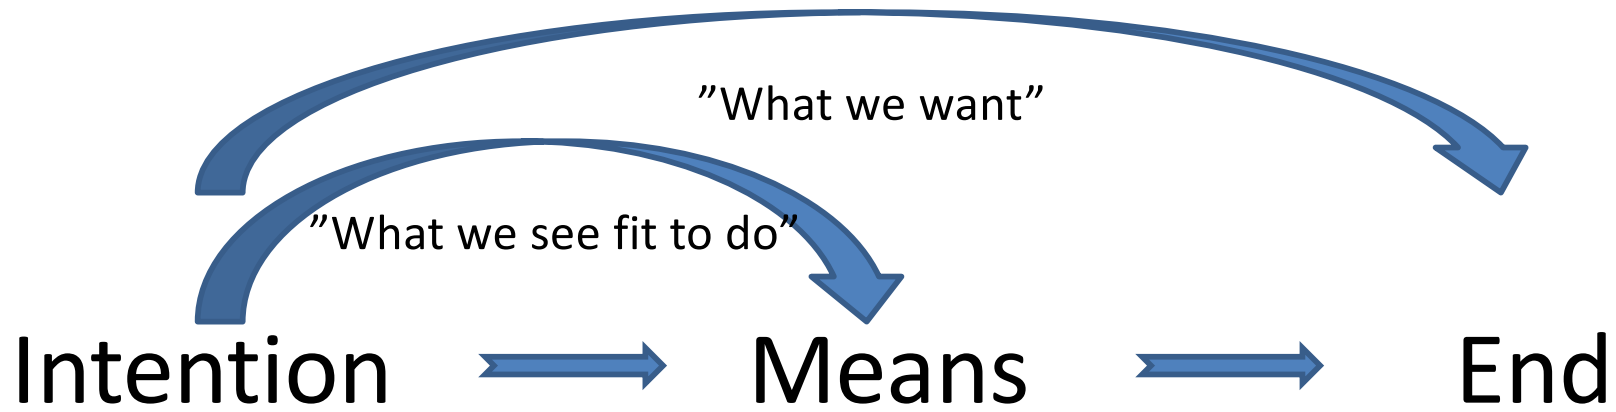 ”What we want”
”What we see fit to do”
Intention Means End